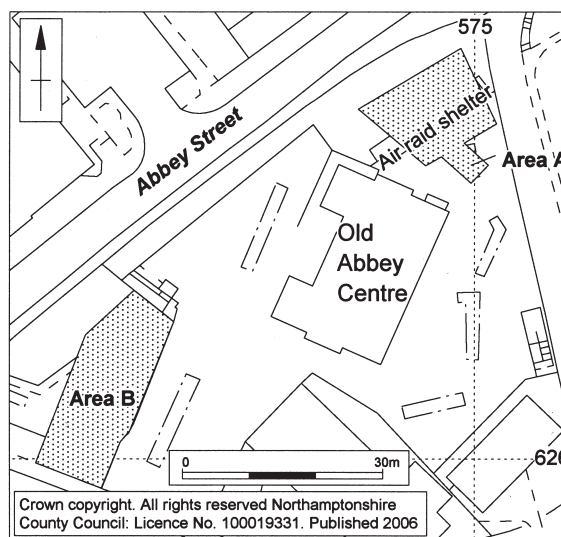 575
Abbey Street
Air-raid shelter
Area A
Old
Abbey
Centre
Area B
0 30m
620
Crown copyright. All rights reserved Northamptonshire
County Council: Licence No. 100019331. Published 2006